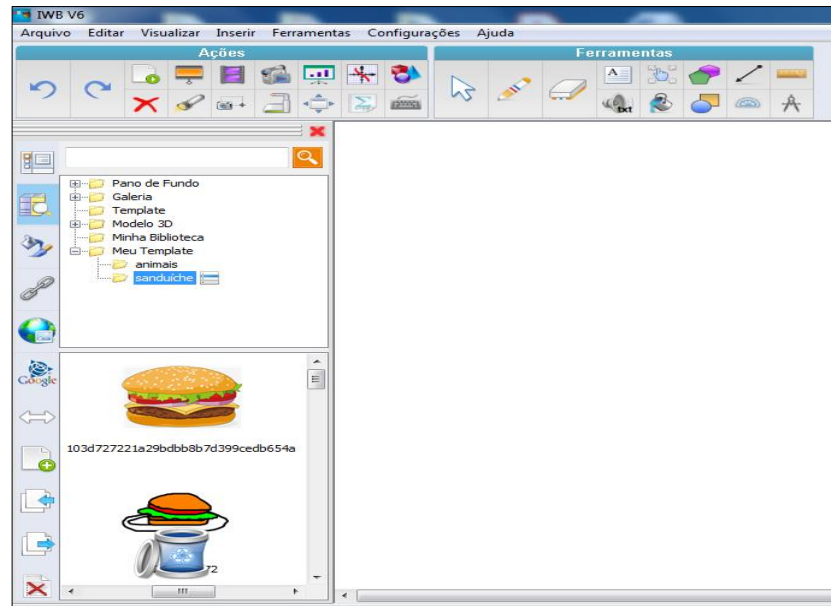 IWB V6
Arquivo Editar Visualizar Inserir Ferramentas Configurações Ajuda
Ações
Ferramentas
A
txt
Pano de Fundo
Galeria
Template
Modelo 3D
Minha Biblioteca
Meu Template
animais
sanduíche
Google
103d727221a29bdbb8b7d399cedb654a
72